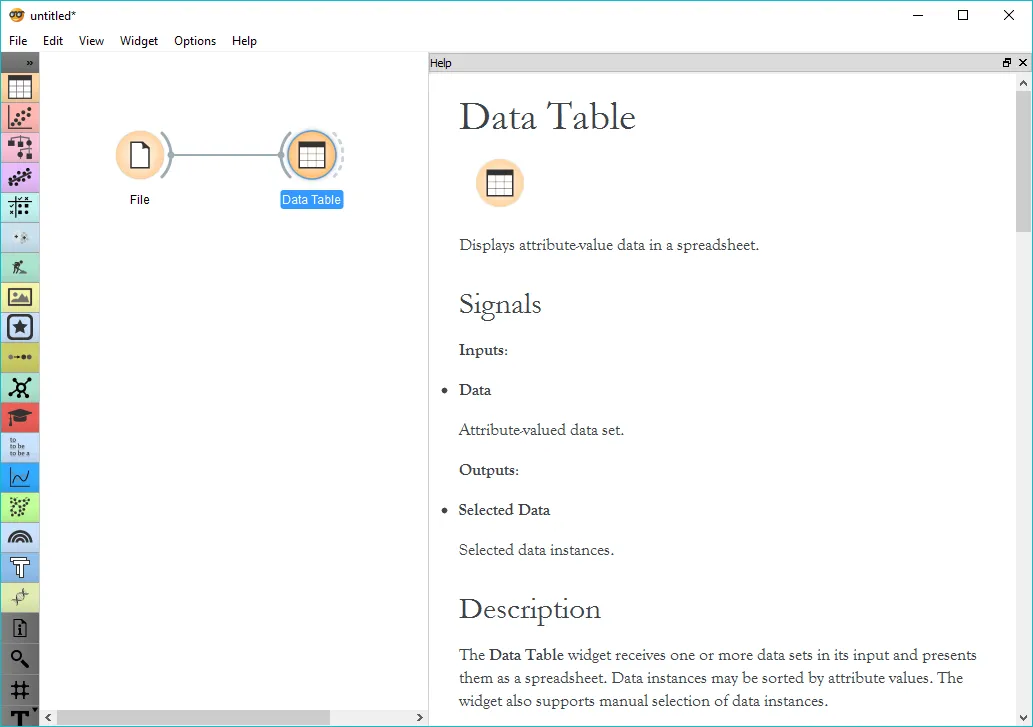 untitled*
File Edit View Widget Options Help
»
Help
File
Data Table
to
to be
to be a
Data Table
Displays attribute-value data in a spreadsheet.
Signals
Inputs:
• Data
Attribute-valued data set.
Outputs:
• Selected Data
Selected data instances.
Description
The Data Table widget receives one or more data sets in its input and presents
them as a spreadsheet. Data instances may be sorted by attribute values. The
widget also supports manual selection of data instances.